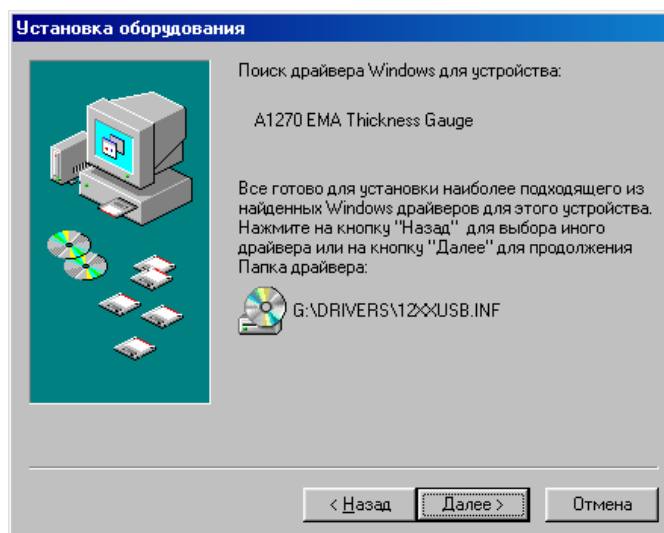 Установка оборудования
Поиск драйвера Windows для устройства:
A1270 EMA Thickness Gauge
Все готово для установки наиболее подходящего из
найденных Windows драйверов для этого устройства.
Нажмите на кнопку "Назад" для выбора иного
драйвера или на кнопку "Далее" для продолжения
Папка драйвера:
G:\DRIVERS\12XXUSB.INF
< Назад
Далее >
Отмена